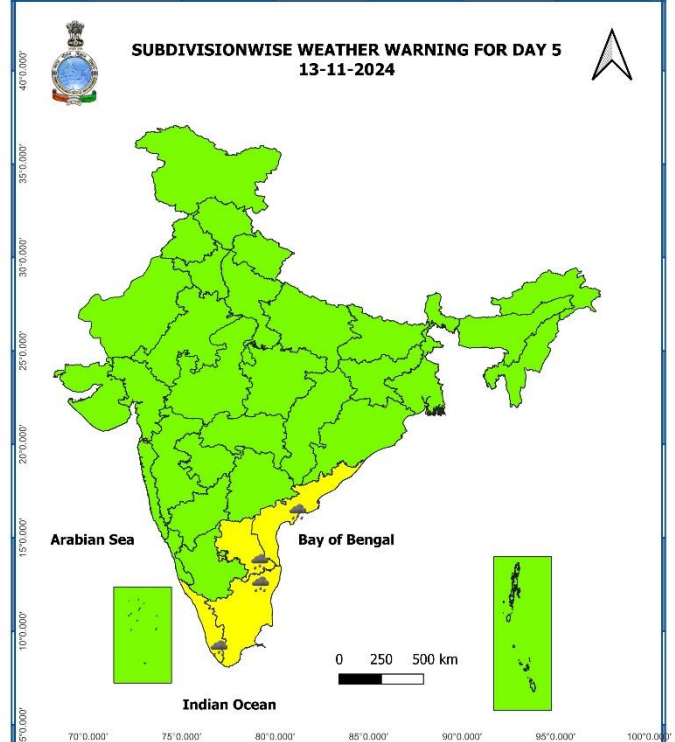 SUBDIVISIONWISE WEATHER WARNING FOR DAY 5
13-11-2024
40°0.000'
35°0.000'
30°0.000'
25°0.000'
20°0.000'
15°0.000'
10°0.000'
5°0.000'
Arabian Sea
Bay of Bengal
0 250 500 km
Indian Ocean
70°0.000' 75°0.000' 80°0.000' 85°0.000' 90°0.000' 95°0.000' 100°0.000'